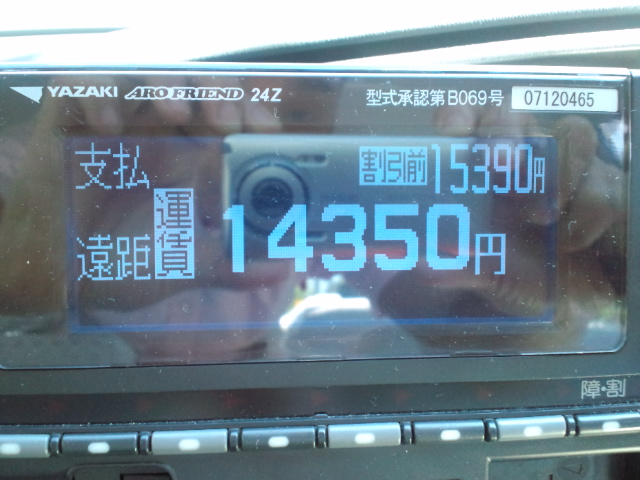 YAZAKI ARO FRIEND 24Z 型式承認第B069号 07120465
支払 割引前 15390円
遠距 運賃 14350円
障・割